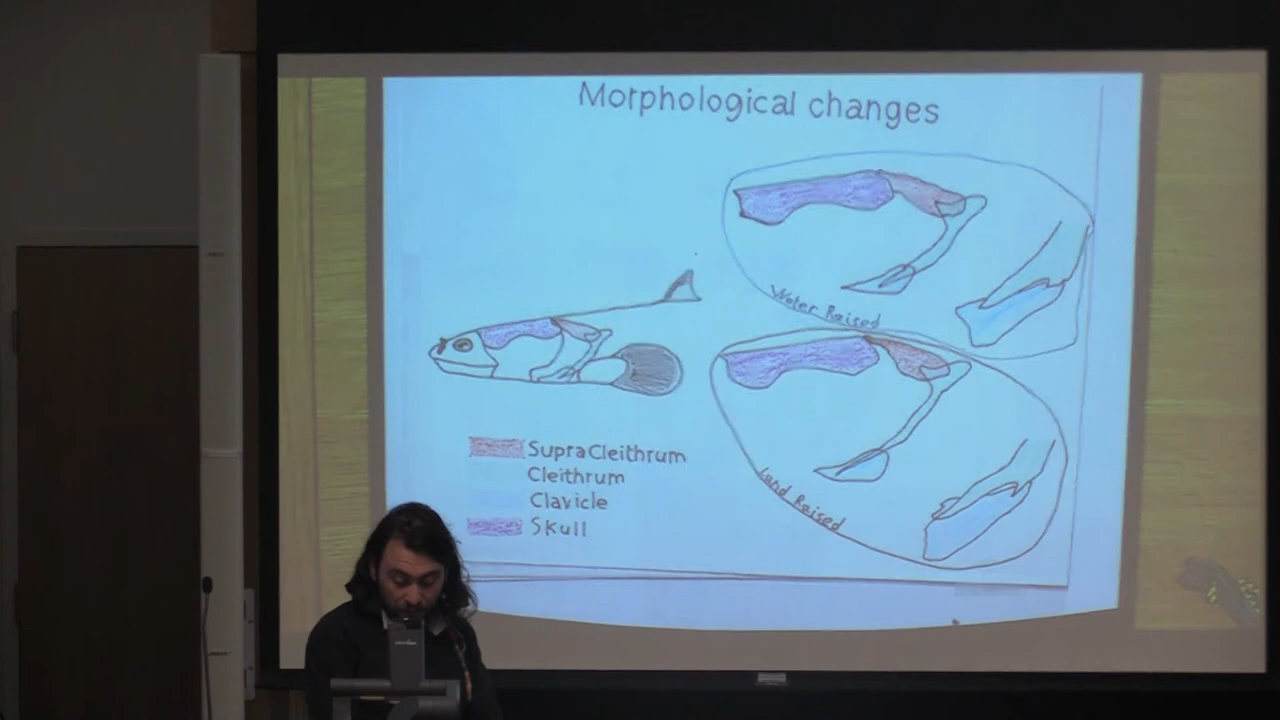 Morphological changes
Water Raised
Land Raised
SupraCleithrum
Cleithrum
Clavicle
Skull